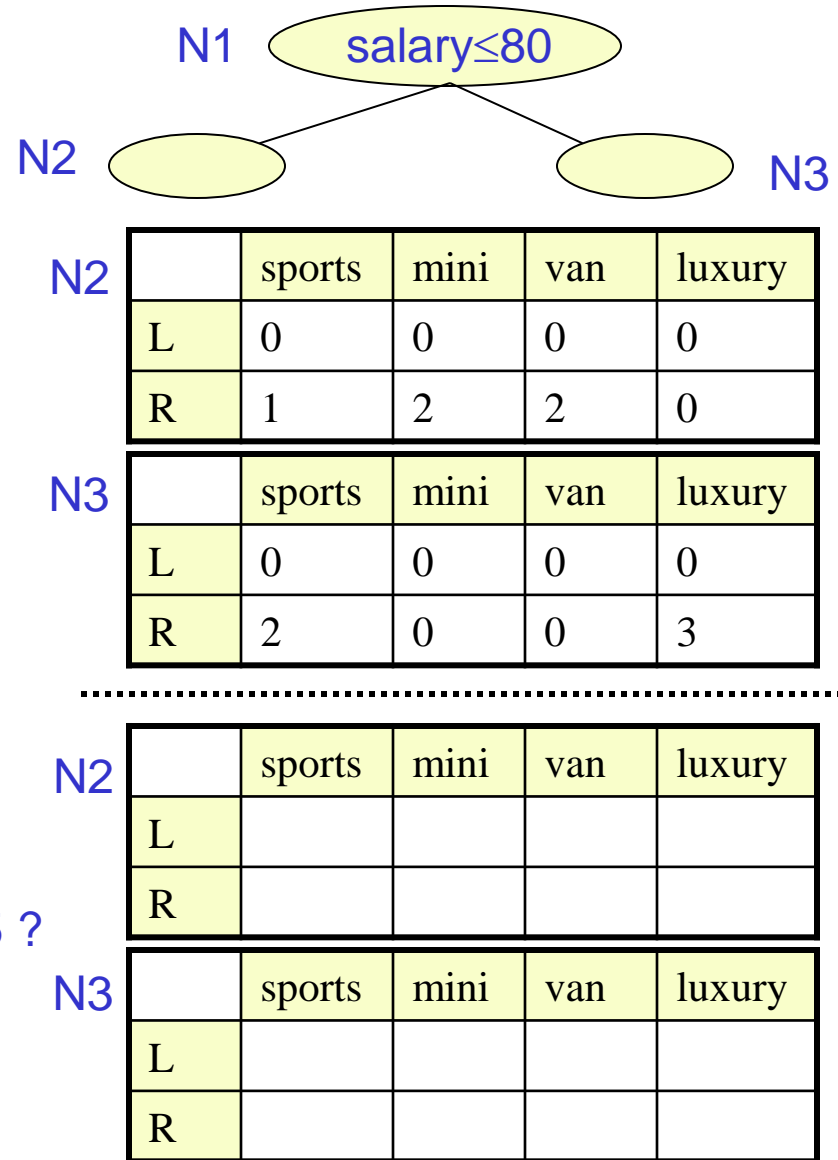 N1 salary≤80
N2 N3
N2 sports mini van luxury
L 0 0 0 0
R 1 2 2 0
N3 sports mini van luxury
L 0 0 0 0
R 2 0 0 3
N2 sports mini van luxury
L
R
?
N3 sports mini van luxury
L
R